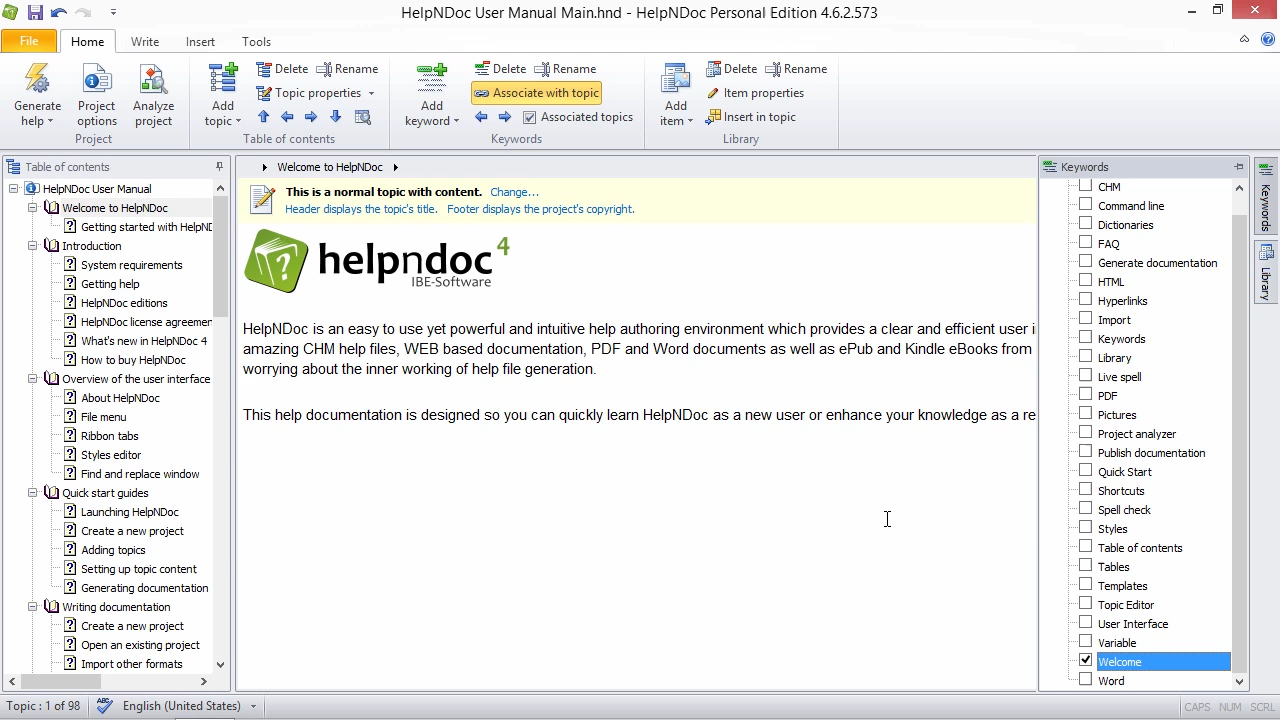 HelpNDoc User Manual Main.hnd - HelpNDoc Personal Edition 4.6.2.573
File
Home
Write
Insert
Tools
Generate help
Project options
Analyze project
Project
Add topic
Delete
Rename
Topic properties
Table of contents
Add keyword
Delete
Rename
Associate with topic
Associated topics
Keywords
Add item
Delete
Rename
Item properties
Insert in topic
Library
Table of contents
HelpNDoc User Manual
Welcome to HelpNDoc
Getting started with HelpND
Introduction
System requirements
Getting help
HelpNDoc editions
HelpNDoc license agreemen
What's new in HelpNDoc 4
How to buy HelpNDoc
Overview of the user interface
About HelpNDoc
File menu
Ribbon tabs
Styles editor
Find and replace window
Quick start guides
Launching HelpNDoc
Create a new project
Adding topics
Setting up topic content
Generating documentation
Writing documentation
Create a new project
Open an existing project
Import other formats
Welcome to HelpNDoc
This is a normal topic with content. Change...
Header displays the topic's title. Footer displays the project's copyright.
helpndoc 4
IBE-Software
HelpNDoc is an easy to use yet powerful and intuitive help authoring environment which provides a clear and efficient user i
amazing CHM help files, WEB based documentation, PDF and Word documents as well as ePub and Kindle eBooks from
worrying about the inner working of help file generation.
This help documentation is designed so you can quickly learn HelpNDoc as a new user or enhance your knowledge as a re
Keywords
CHM
Command line
Dictionaries
FAQ
Generate documentation
HTML
Hyperlinks
Import
Keywords
Library
Live spell
PDF
Pictures
Project analyzer
Publish documentation
Quick Start
Shortcuts
Spell check
Styles
Table of contents
Tables
Templates
Topic Editor
User Interface
Variable
Welcome
Word
Keywords
Library
Topic : 1 of 98
ABC
English (United States)
CAPS NUM SCRL